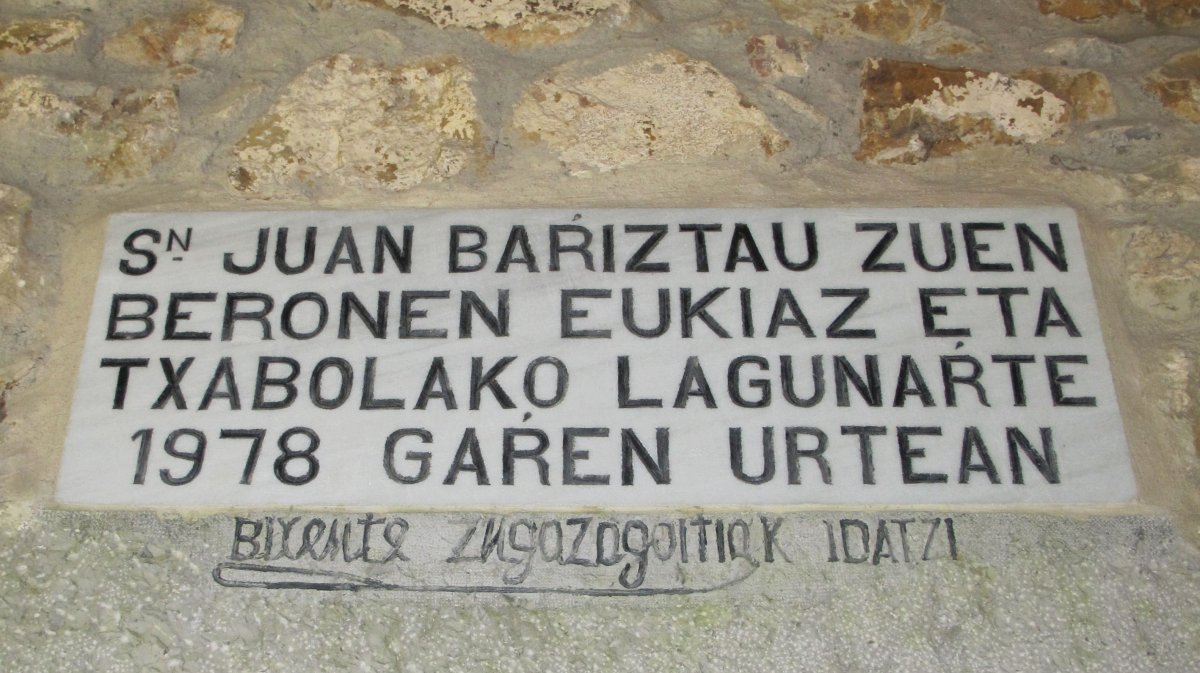 Sᴺ JUAN BAŔIZTAU ZUEN
BERONEN EUKIAZ ETA
TXABOLAKO LAGUNAŔTE
1978 GAŔEN URTEAN
BIXENTE ZUGAZAGOITIAK IDATZI